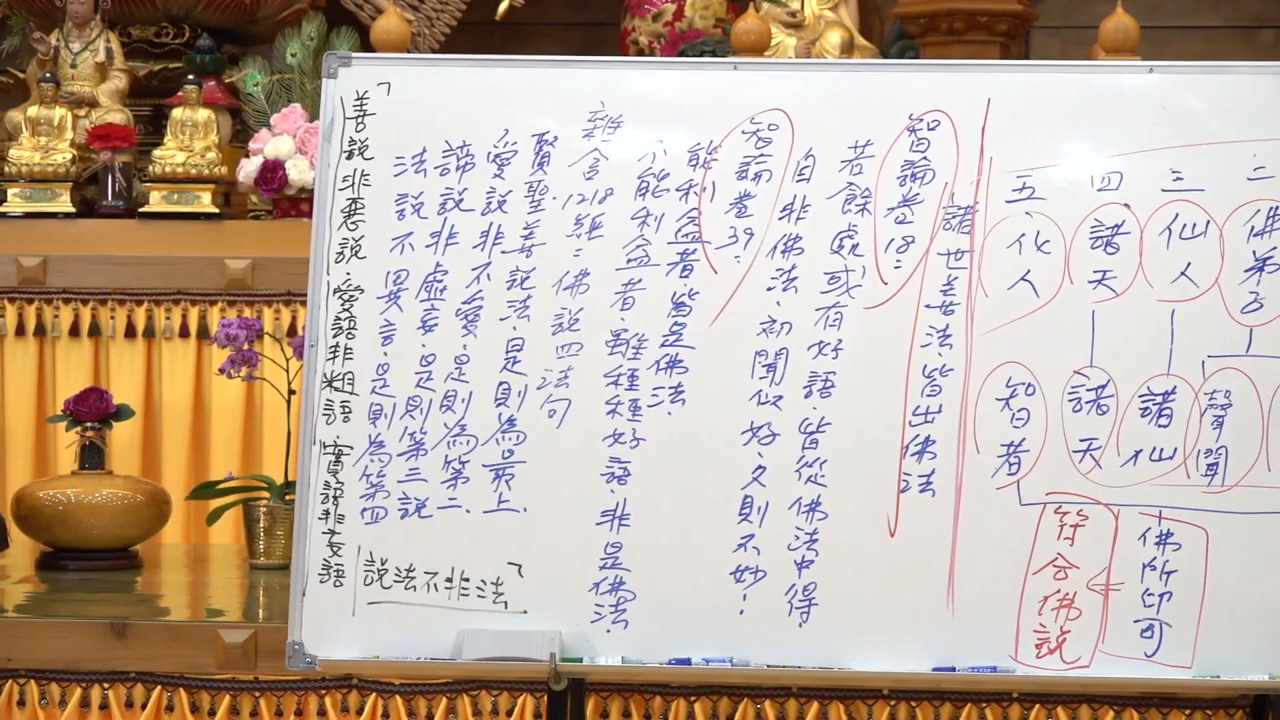 二
佛弟子
聲聞
三
仙人
諸仙
四、
諸天
諸天
五、
化人
智者
佛所印可
符合佛說
智論卷18：
諸世善法、皆出佛法
若餘處或有好語、皆從佛法中得、
自非佛法、初聞似好、久則不妙！
智論卷39：
能利益者、皆是佛法、
不能利益者、雖種種好語、非是佛法、
雜含1218經：佛說四法句
賢聖善說法、是則為最上、
愛說非不愛、是則為第二、
諦說非虛妄、是則第三說
法說不異言、是則為第四
「善說非惡說、愛語非粗語、實語非妄語
說法不非法」